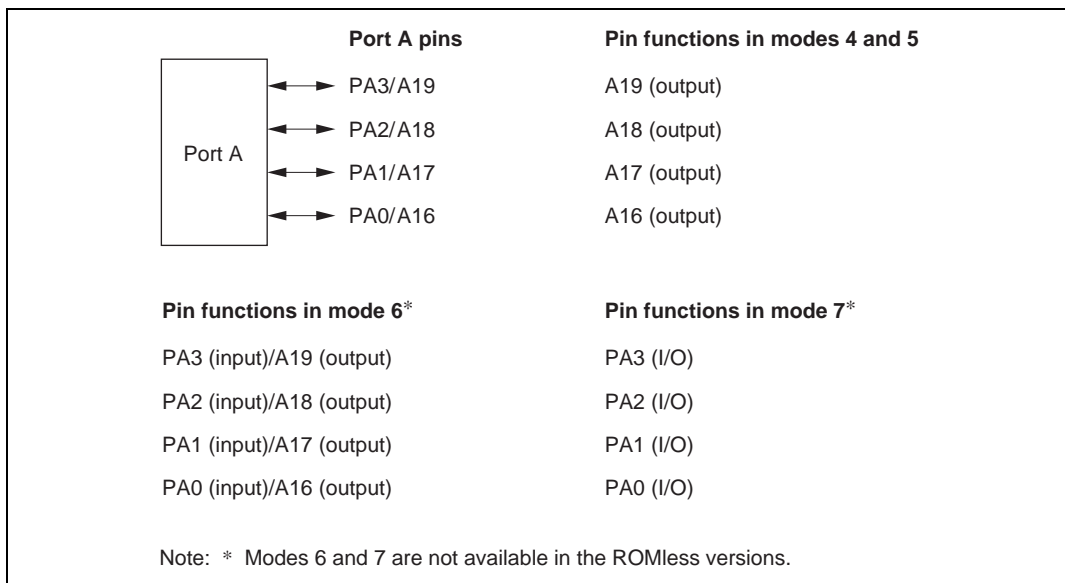 Port A pins    Pin functions in modes 4 and 5
Port A
PA3/A19    A19 (output)
PA2/A18    A18 (output)
PA1/A17    A17 (output)
PA0/A16    A16 (output)
Pin functions in mode 6*    Pin functions in mode 7*
PA3 (input)/A19 (output)    PA3 (I/O)
PA2 (input)/A18 (output)    PA2 (I/O)
PA1 (input)/A17 (output)    PA1 (I/O)
PA0 (input)/A16 (output)    PA0 (I/O)
Note: * Modes 6 and 7 are not available in the ROMless versions.